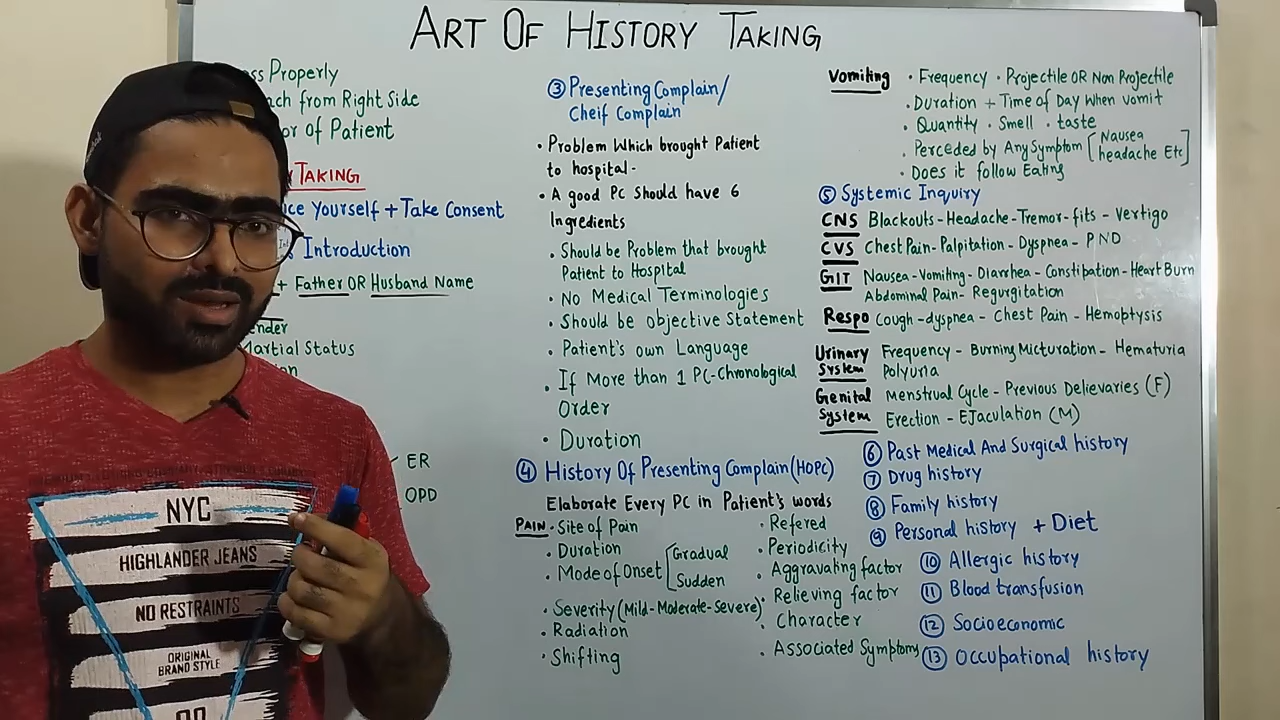 ART OF HISTORY TAKING
Properly
from Right Side
of Patient
TAKING
Yourself + Take Consent
Introduction
+ Father OR Husband Name
Martial Status
ER
OPD
③ Presenting Complain/
Cheif Complain
• Problem Which brought Patient
to hospital-
• A good PC Should have 6
Ingredients
• Should be Problem that brought
Patient to Hospital
• No Medical Terminologies
• Should be objective Statement
• Patient's own Language
• If More than 1 PC-Chronological
Order
• Duration
④ History Of Presenting Complain(HOPC)
Elaborate Every PC in Patient's words
PAIN • Site of Pain
• Duration
• Mode of Onset [Gradual
Sudden
• Severity (Mild-Moderate-Severe)
• Radiation
• Shifting
• Refered
• Periodicity
• Aggravating factor
• Relieving factor
• Character
• Associated Symptoms
Vomiting • Frequency • Projectile OR Non Projectile
• Duration + Time of Day When vomit
• Quantity • Smell • taste
• Perceded by Any Symptom [Nausea
headache Etc]
• Does it follow Eating
⑤ Systemic Inquiry
CNS Blackouts-Headache-Tremor-fits-Vertigo
CVS Chest Pain-Palpitation-Dyspnea-PND
GIT Nausea-Vomiting-Diarrhea-Constipation-Heart Burn
Abdominal Pain-Regurgitation
Respo Cough-dyspnea-Chest Pain-Hemoptysis
Urinary System Frequency-Burning Micturation-Hematuria
Polyuria
Genital System Menstrual Cycle-Previous Delievaries (F)
Erection-Ejaculation (M)
⑥ Past Medical And Surgical history
⑦ Drug history
⑧ Family history
⑨ Personal history + Diet
⑩ Allergic history
⑪ Blood transfusion
⑫ Socioeconomic
⑬ Occupational history
NYC
HIGHLANDER JEANS
NO RESTRAINTS
ORIGINAL
BRAND STYLE